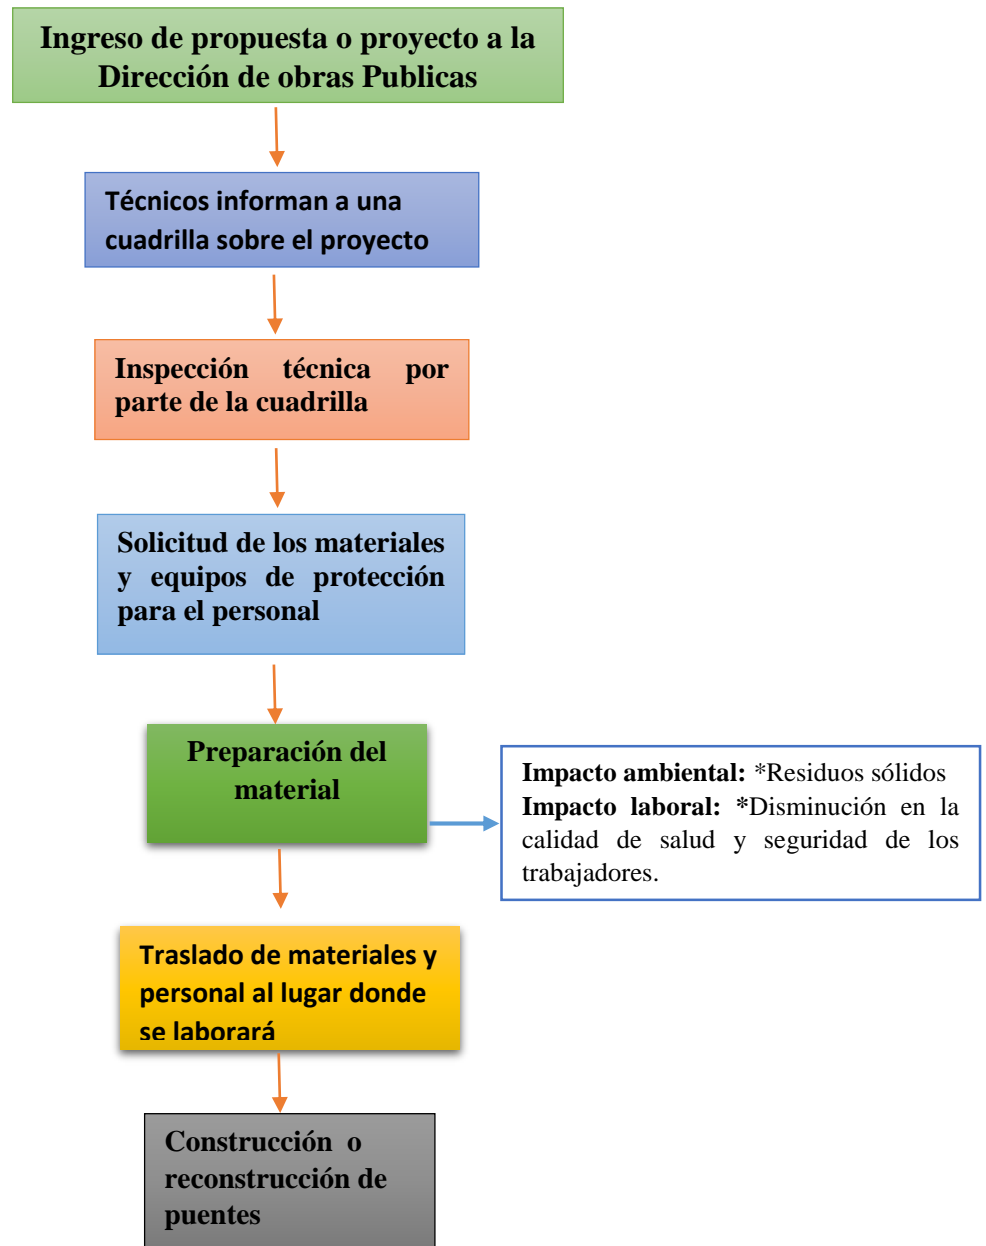 Ingreso de propuesta o proyecto a la
Dirección de obras Publicas
Técnicos informan a una
cuadrilla sobre el proyecto
Inspección técnica por
parte de la cuadrilla
Solicitud de los materiales
y equipos de protección
para el personal
Preparación del
material
Impacto ambiental: *Residuos sólidos
Impacto laboral: *Disminución en la
calidad de salud y seguridad de los
trabajadores.
Traslado de materiales y
personal al lugar donde
se laborará
Construcción o
reconstrucción de
puentes